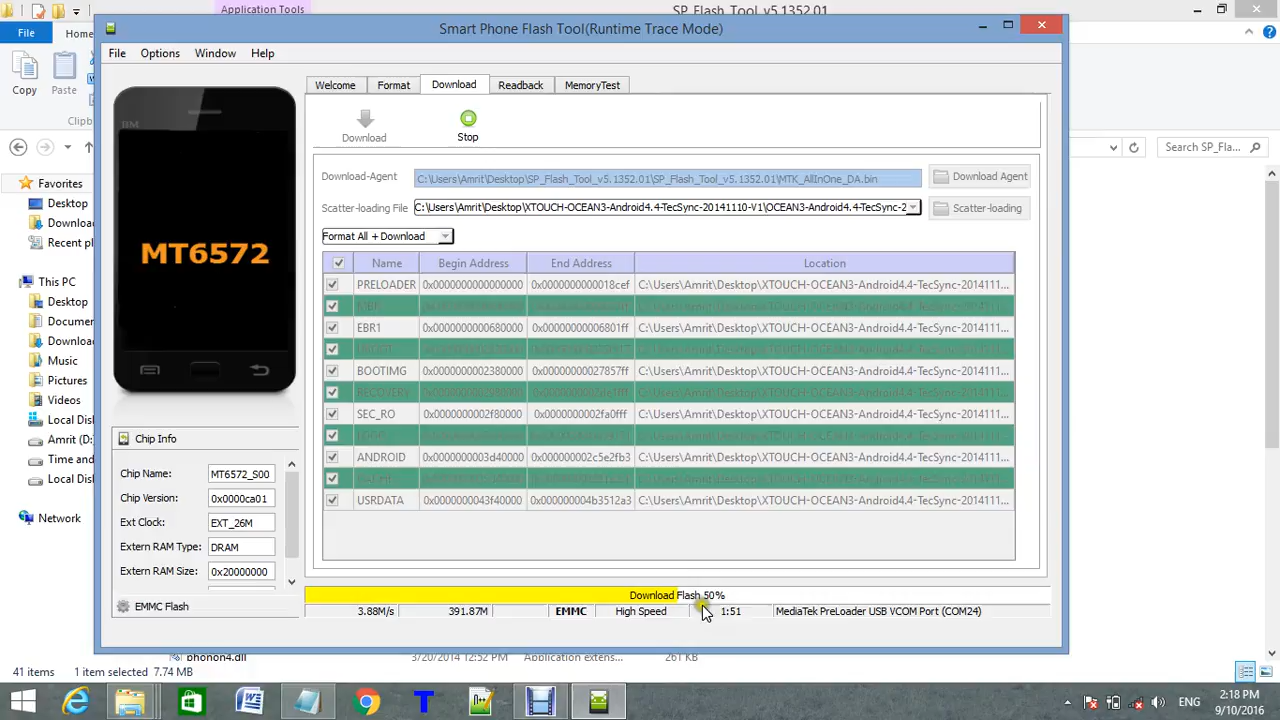 Application Tools
SP_Flash_Tool_v5.1352.01
File
Home
Copy
Paste
Clipb
Search SP_Fla...
Favorites
Desktop
Downloa
Recent pl
This PC
Desktop
Documen
Downloa
Music
Pictures
Videos
Local Disl
Amrit (D:
Time and
Local Disl
Network
41 items
1 item selected 7.74 MB
phonon4.dll
3/20/2014 12:52 PM
Application extens...
261 KB
Smart Phone Flash Tool(Runtime Trace Mode)
File Options Window Help
BM
MT6572
Chip Info
Chip Name: MT6572_S00
Chip Version: 0x0000ca01
Ext Clock: EXT_26M
Extern RAM Type: DRAM
Extern RAM Size: 0x20000000
EMMC Flash
Welcome Format Download Readback MemoryTest
Download
Stop
Download-Agent C:\Users\Amrit\Desktop\SP_Flash_Tool_v5.1352.01\SP_Flash_Tool_v5.1352.01\MTK_AllInOne_DA.bin Download Agent
Scatter-loading File C:\Users\Amrit\Desktop\XTOUCH-OCEAN3-Android4.4-TecSync-20141110-V1\OCEAN3-Android4.4-TecSync-2 Scatter-loading
Format All + Download
Name Begin Address End Address Location
PRELOADER 0x0000000000000000 0x0000000000018cef C:\Users\Amrit\Desktop\XTOUCH-OCEAN3-Android4.4-TecSync-2014111...
EBR1 0x0000000000680000 0x00000000006801ff C:\Users\Amrit\Desktop\XTOUCH-OCEAN3-Android4.4-TecSync-2014111...
BOOTIMG 0x0000000002380000 0x00000000027857ff C:\Users\Amrit\Desktop\XTOUCH-OCEAN3-Android4.4-TecSync-2014111...
RECOVERY
SEC_RO 0x0000000002f80000 0x0000000002fa0fff C:\Users\Amrit\Desktop\XTOUCH-OCEAN3-Android4.4-TecSync-2014111...
ANDROID 0x0000000003d40000 0x000000002c5e2fb3 C:\Users\Amrit\Desktop\XTOUCH-OCEAN3-Android4.4-TecSync-2014111...
USRDATA 0x0000000043f40000 0x000000004b3512a3 C:\Users\Amrit\Desktop\XTOUCH-OCEAN3-Android4.4-TecSync-2014111...
Download Flash 50%
3.88M/s 391.87M EMMC High Speed 1:51 MediaTek PreLoader USB VCOM Port (COM24)
ENG
2:18 PM
9/10/2016